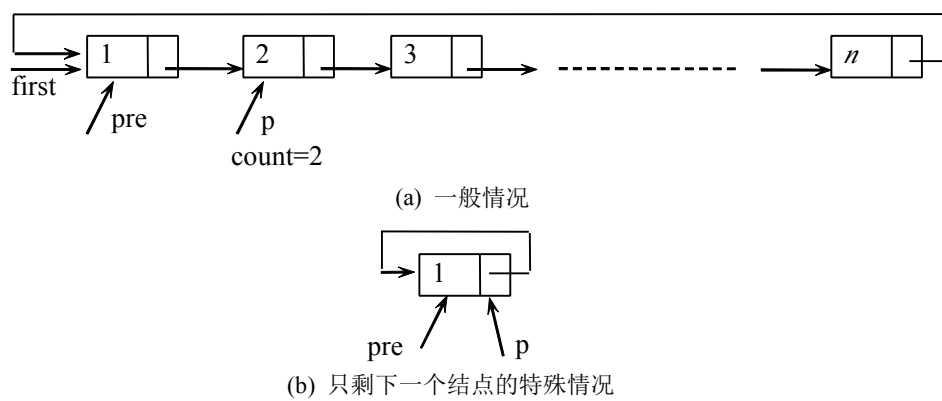 1 2 3 n
first
pre p
count=2
(a) 一般情况
1
pre p
(b) 只剩下一个结点的特殊情况